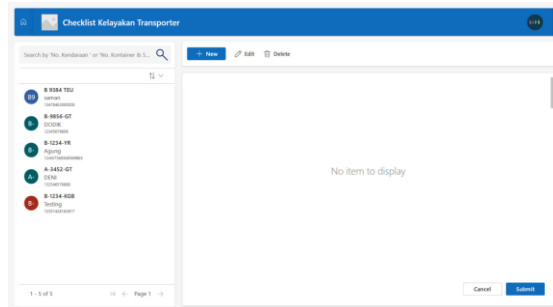 Checklist Kelayakan Transporter
Search by 'No. Kendaraan ' or 'No. Kontainer & S...
New
Edit
Delete
B9
B 9384 TEU
saman
B-
B-9856-GT
DODIK
B-
B-1234-YR
Agung
A-
A-3452-GT
DENI
B-
B-1234-KGB
Testing
No item to display
1 - 5 of 5
Page 1
Cancel
Submit